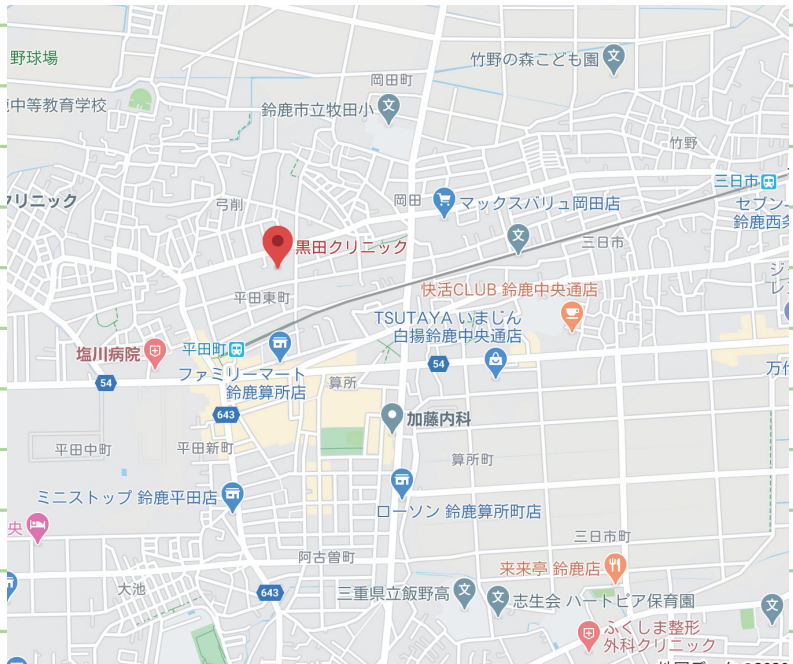 野球場
竹野の森こども園
岡田町
中等教育学校
鈴鹿市立牧田小
竹野
三日市
クリニック
岡田
マックスバリュ岡田店
セブン-
鈴鹿西条
弓削
三日市
黒田クリニック
平田東町
快活CLUB 鈴鹿中央通店
TSUTAYA いまじん
白揚鈴鹿中央通店
塩川病院
平田町
ファミリーマート
鈴鹿算所店
54
算所
54
643
加藤内科
平田中町
平田新町
算所町
ミニストップ 鈴鹿平田店
ローソン 鈴鹿算所町店
央
三日市町
阿古曽町
来来亭 鈴鹿店
大池
643
三重県立飯野高
志生会 ハートピア保育園
ふくしま整形
外科クリニック